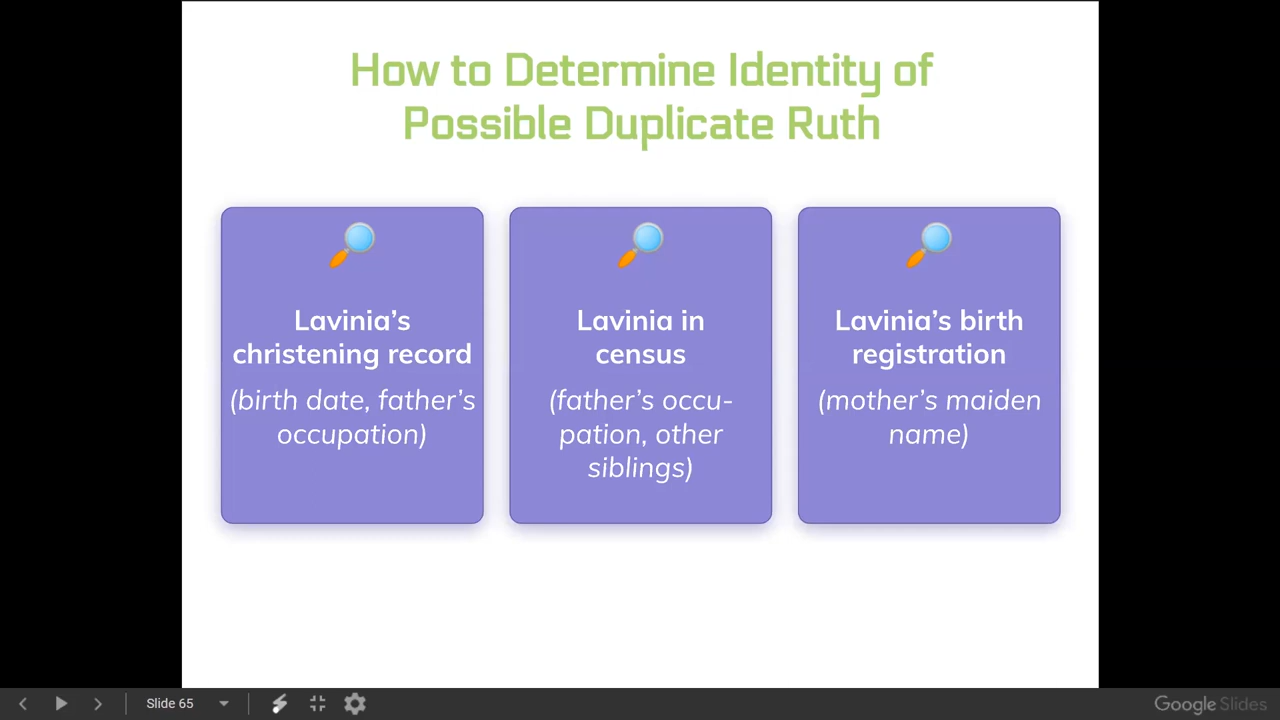 How to Determine Identity of
Possible Duplicate Ruth
Lavinia’s
christening record
(birth date, father’s
occupation)
Lavinia in
census
(father’s occu-
pation, other
siblings)
Lavinia’s birth
registration
(mother’s maiden
name)
Slide 65
Google Slides